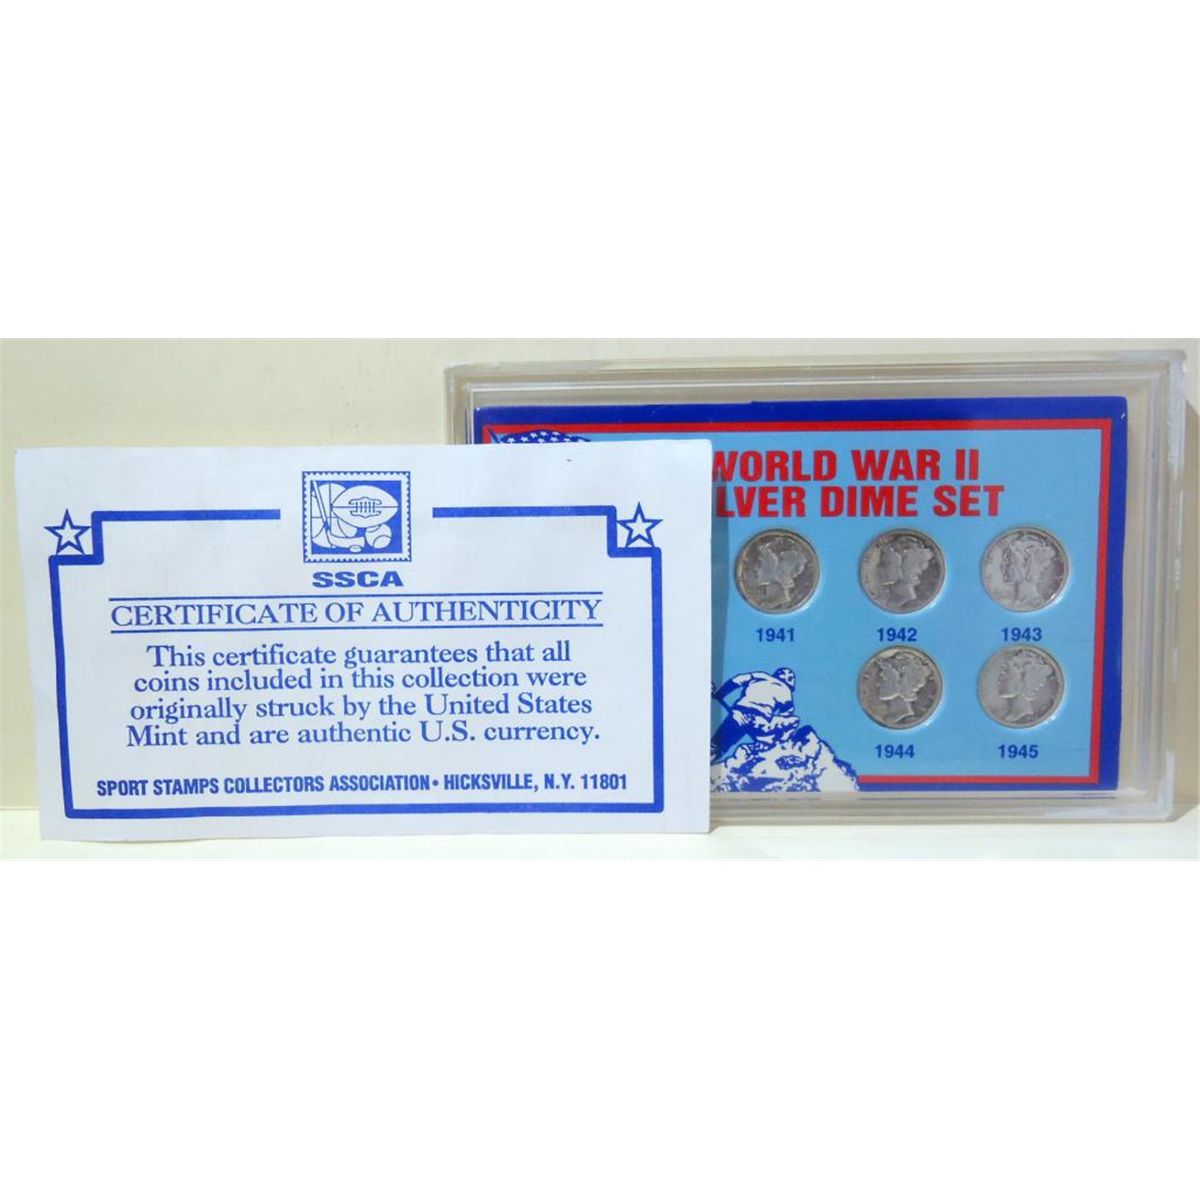 SSCA
CERTIFICATE OF AUTHENTICITY
This certificate guarantees that all
coins included in this collection were
originally struck by the United States
Mint and are authentic U.S. currency.
SPORT STAMPS COLLECTORS ASSOCIATION • HICKSVILLE, N.Y. 11801
WORLD WAR II
LVER DIME SET
1941 1942 1943
1944 1945